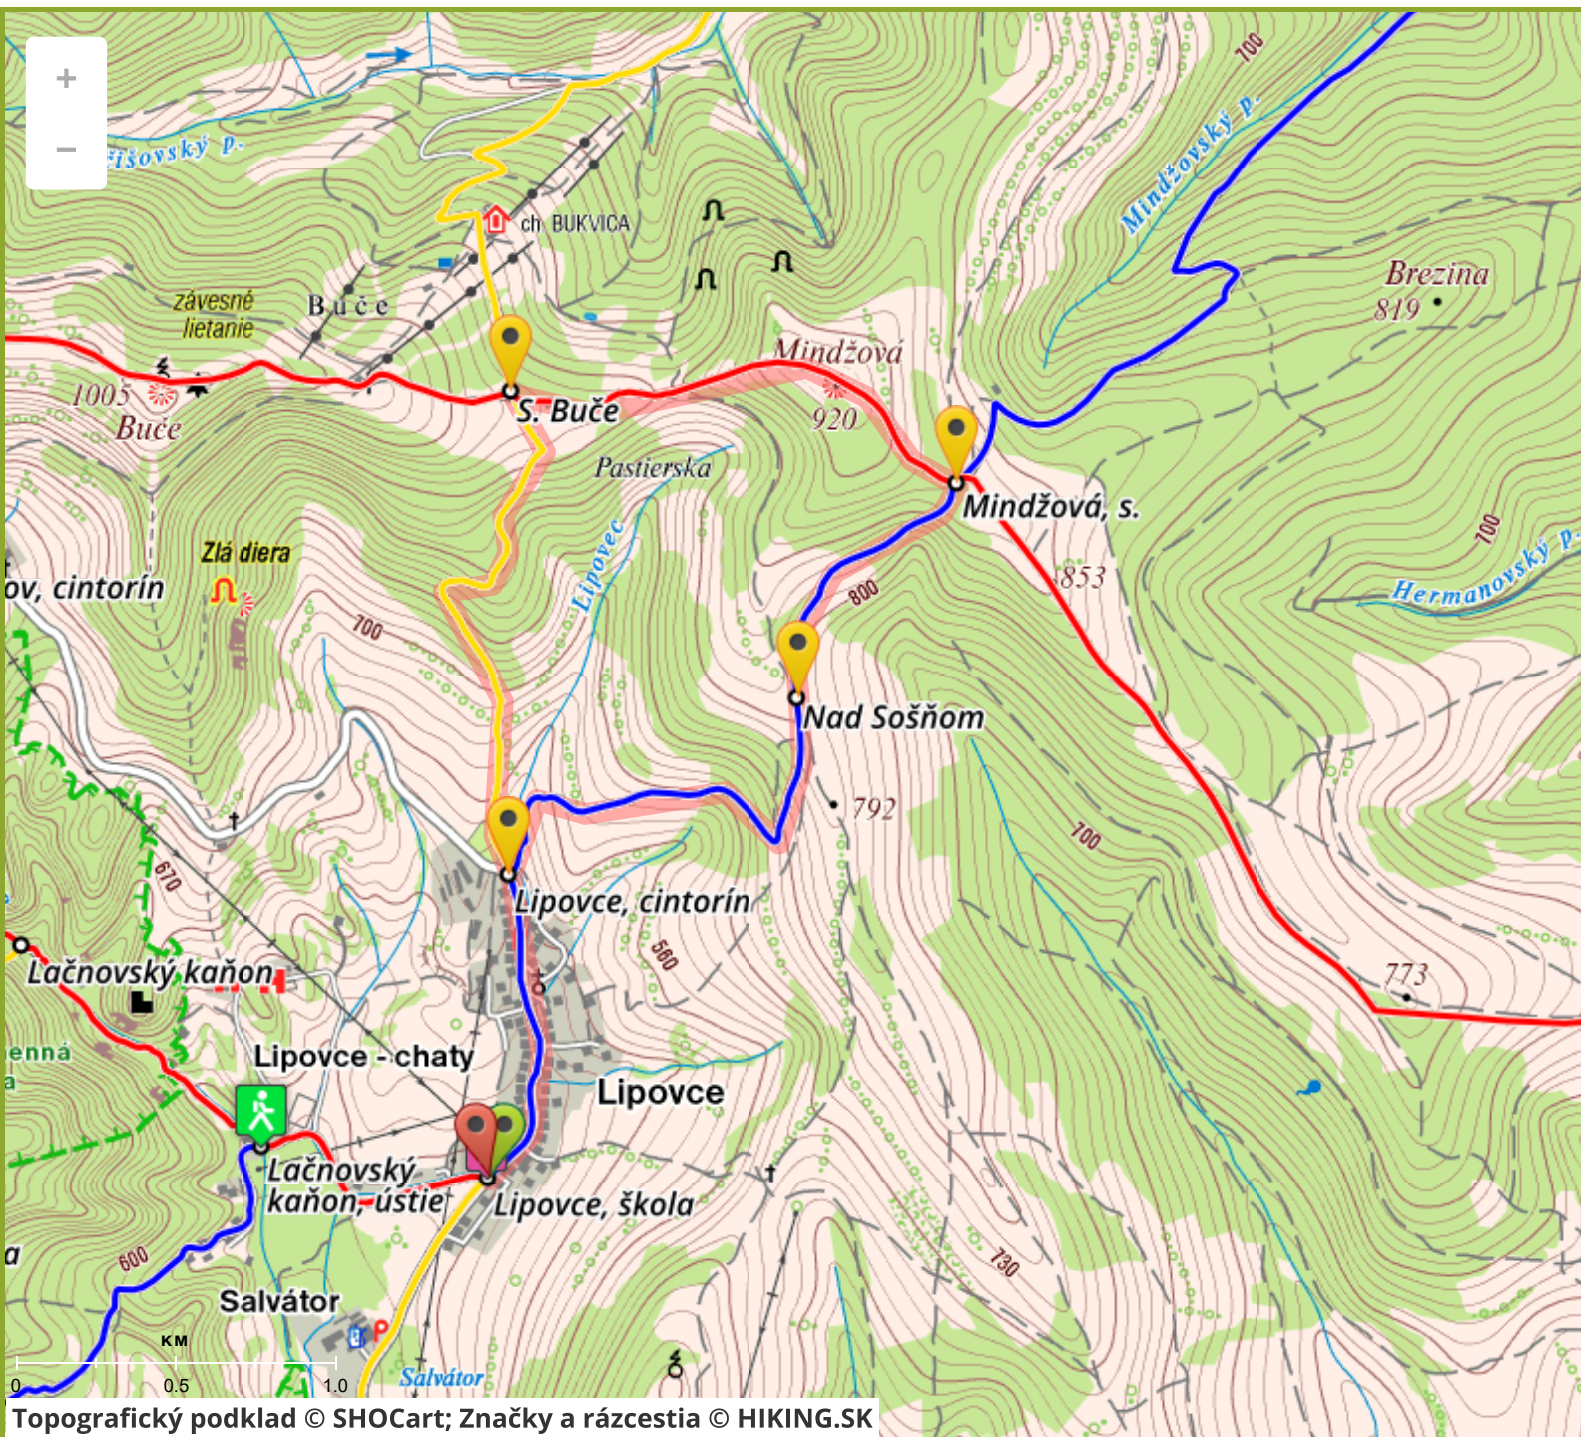 +
−
700
řišovský p.
Mindžovský p.
ch BUKVICA
závesné
lietanie
Buče
Brezina
819
Mindžová
920
1005
Buče
S. Buče
Pastierska
Mindžová, s.
700
Zlá diera
Lipovec
ov, cintorín
853
800
Hermanovský p.
700
Nad Sošňom
792
700
670
Lipovce, cintorín
560
Lačnovský kaňon
773
enná
a
Lipovce - chaty
Lipovce
Lačnovský
kaňon, ústie
Lipovce, škola
a
600
730
Salvátor
P
KM
0 0.5 1.0
Salvátor
Topografický podklad © SHOCart; Značky a rázcestia © HIKING.SK